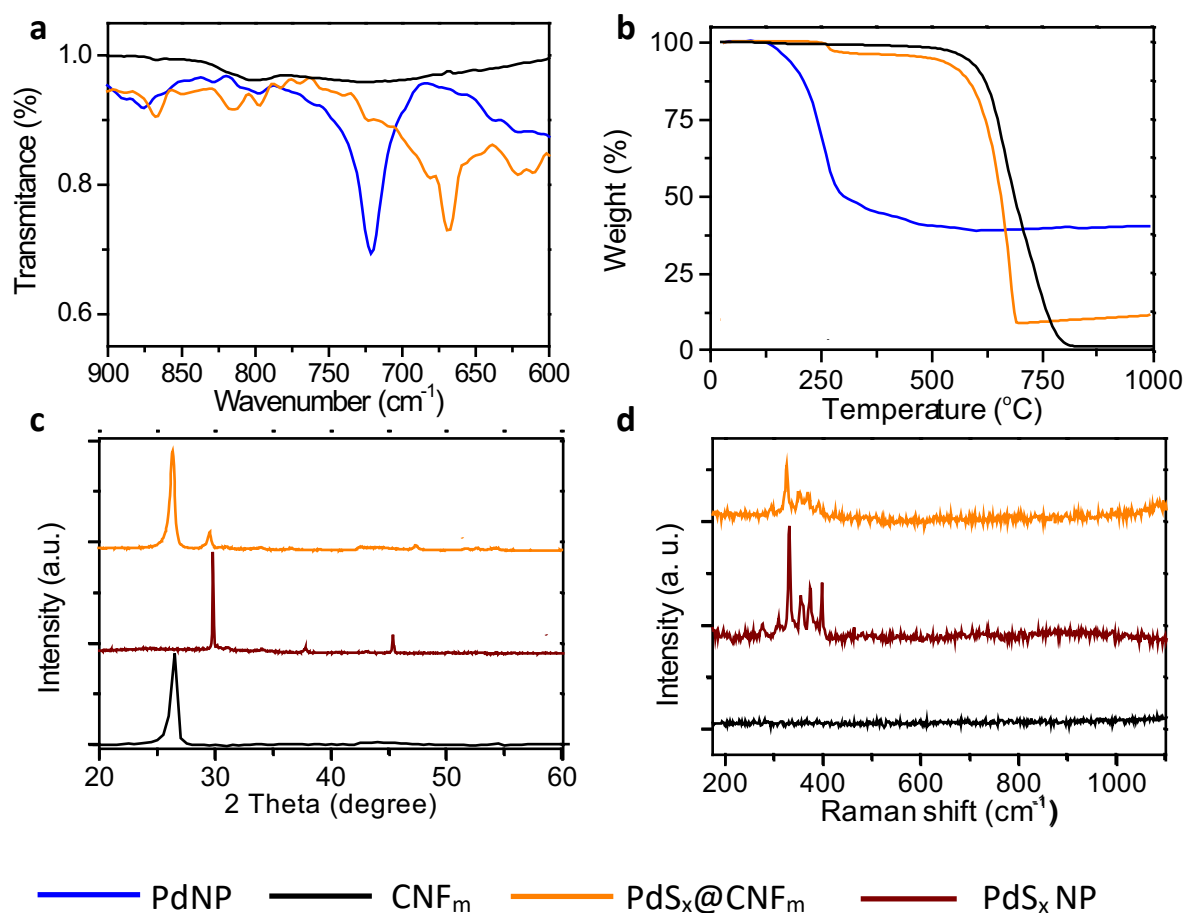 a
Transmitance (%)
1.0
0.8
0.6
900 850 800 750 700 650 600
Wavenumber (cm-1)
b
Weight (%)
100
75
50
25
0
0 250 500 750 1000
Temperature (oC)
c
Intensity (a.u.)
20 30 40 50 60
2 Theta (degree)
d
Intensity (a. u.)
200 400 600 800 1000
Raman shift (cm-1)
PdNP CNFm PdSx@CNFm PdSx NP